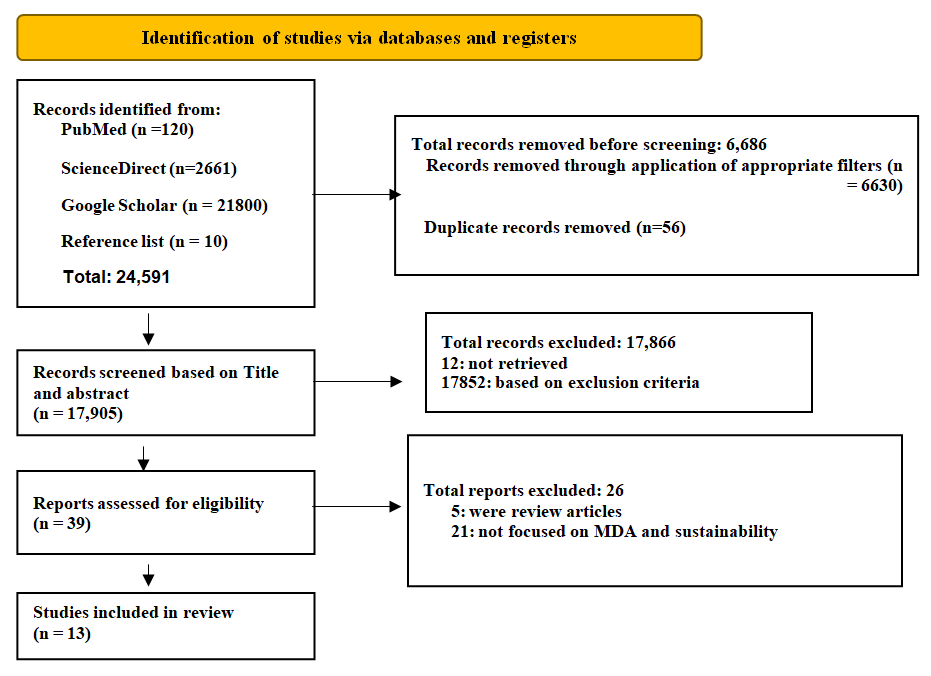 Identification of studies via databases and registers
Records identified from:
PubMed (n =120)
ScienceDirect (n=2661)
Google Scholar (n = 21800)
Reference list (n = 10)
Total: 24,591
Total records removed before screening: 6,686
Records removed through application of appropriate filters (n
= 6630)
Duplicate records removed (n=56)
Records screened based on Title
and abstract
(n = 17,905)
Total records excluded: 17,866
12: not retrieved
17852: based on exclusion criteria
Reports assessed for eligibility
(n = 39)
Total reports excluded: 26
5: were review articles
21: not focused on MDA and sustainability
Studies included in review
(n = 13)